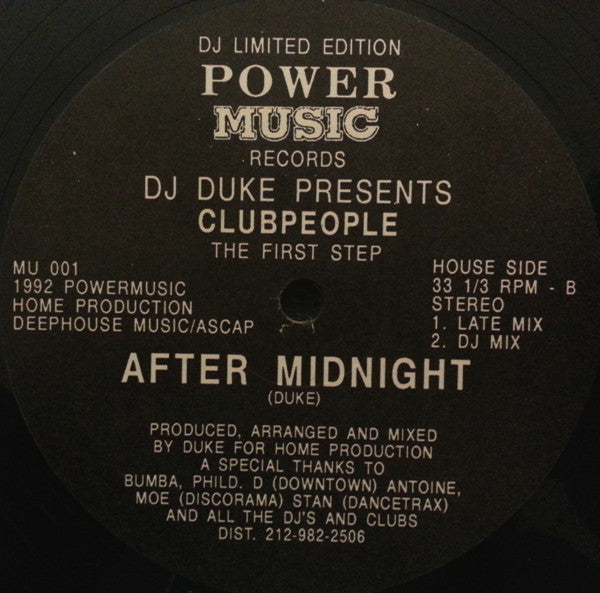 DJ LIMITED EDITION
POWER
MUSIC
RECORDS
DJ DUKE PRESENTS
CLUBPEOPLE
THE FIRST STEP
MU 001
1992 POWERMUSIC
HOME PRODUCTION
DEEPHOUSE MUSIC/ASCAP
HOUSE SIDE
33 1/3 RPM - B
STEREO
1. LATE MIX
2. DJ MIX
AFTER MIDNIGHT
(DUKE)
PRODUCED, ARRANGED AND MIXED
BY DUKE FOR HOME PRODUCTION
A SPECIAL THANKS TO
BUMBA, PHILD. D (DOWNTOWN) ANTOINE,
MOE (DISCORAMA) STAN (DANCETRAX)
AND ALL THE DJ'S AND CLUBS
DIST. 212-982-2506